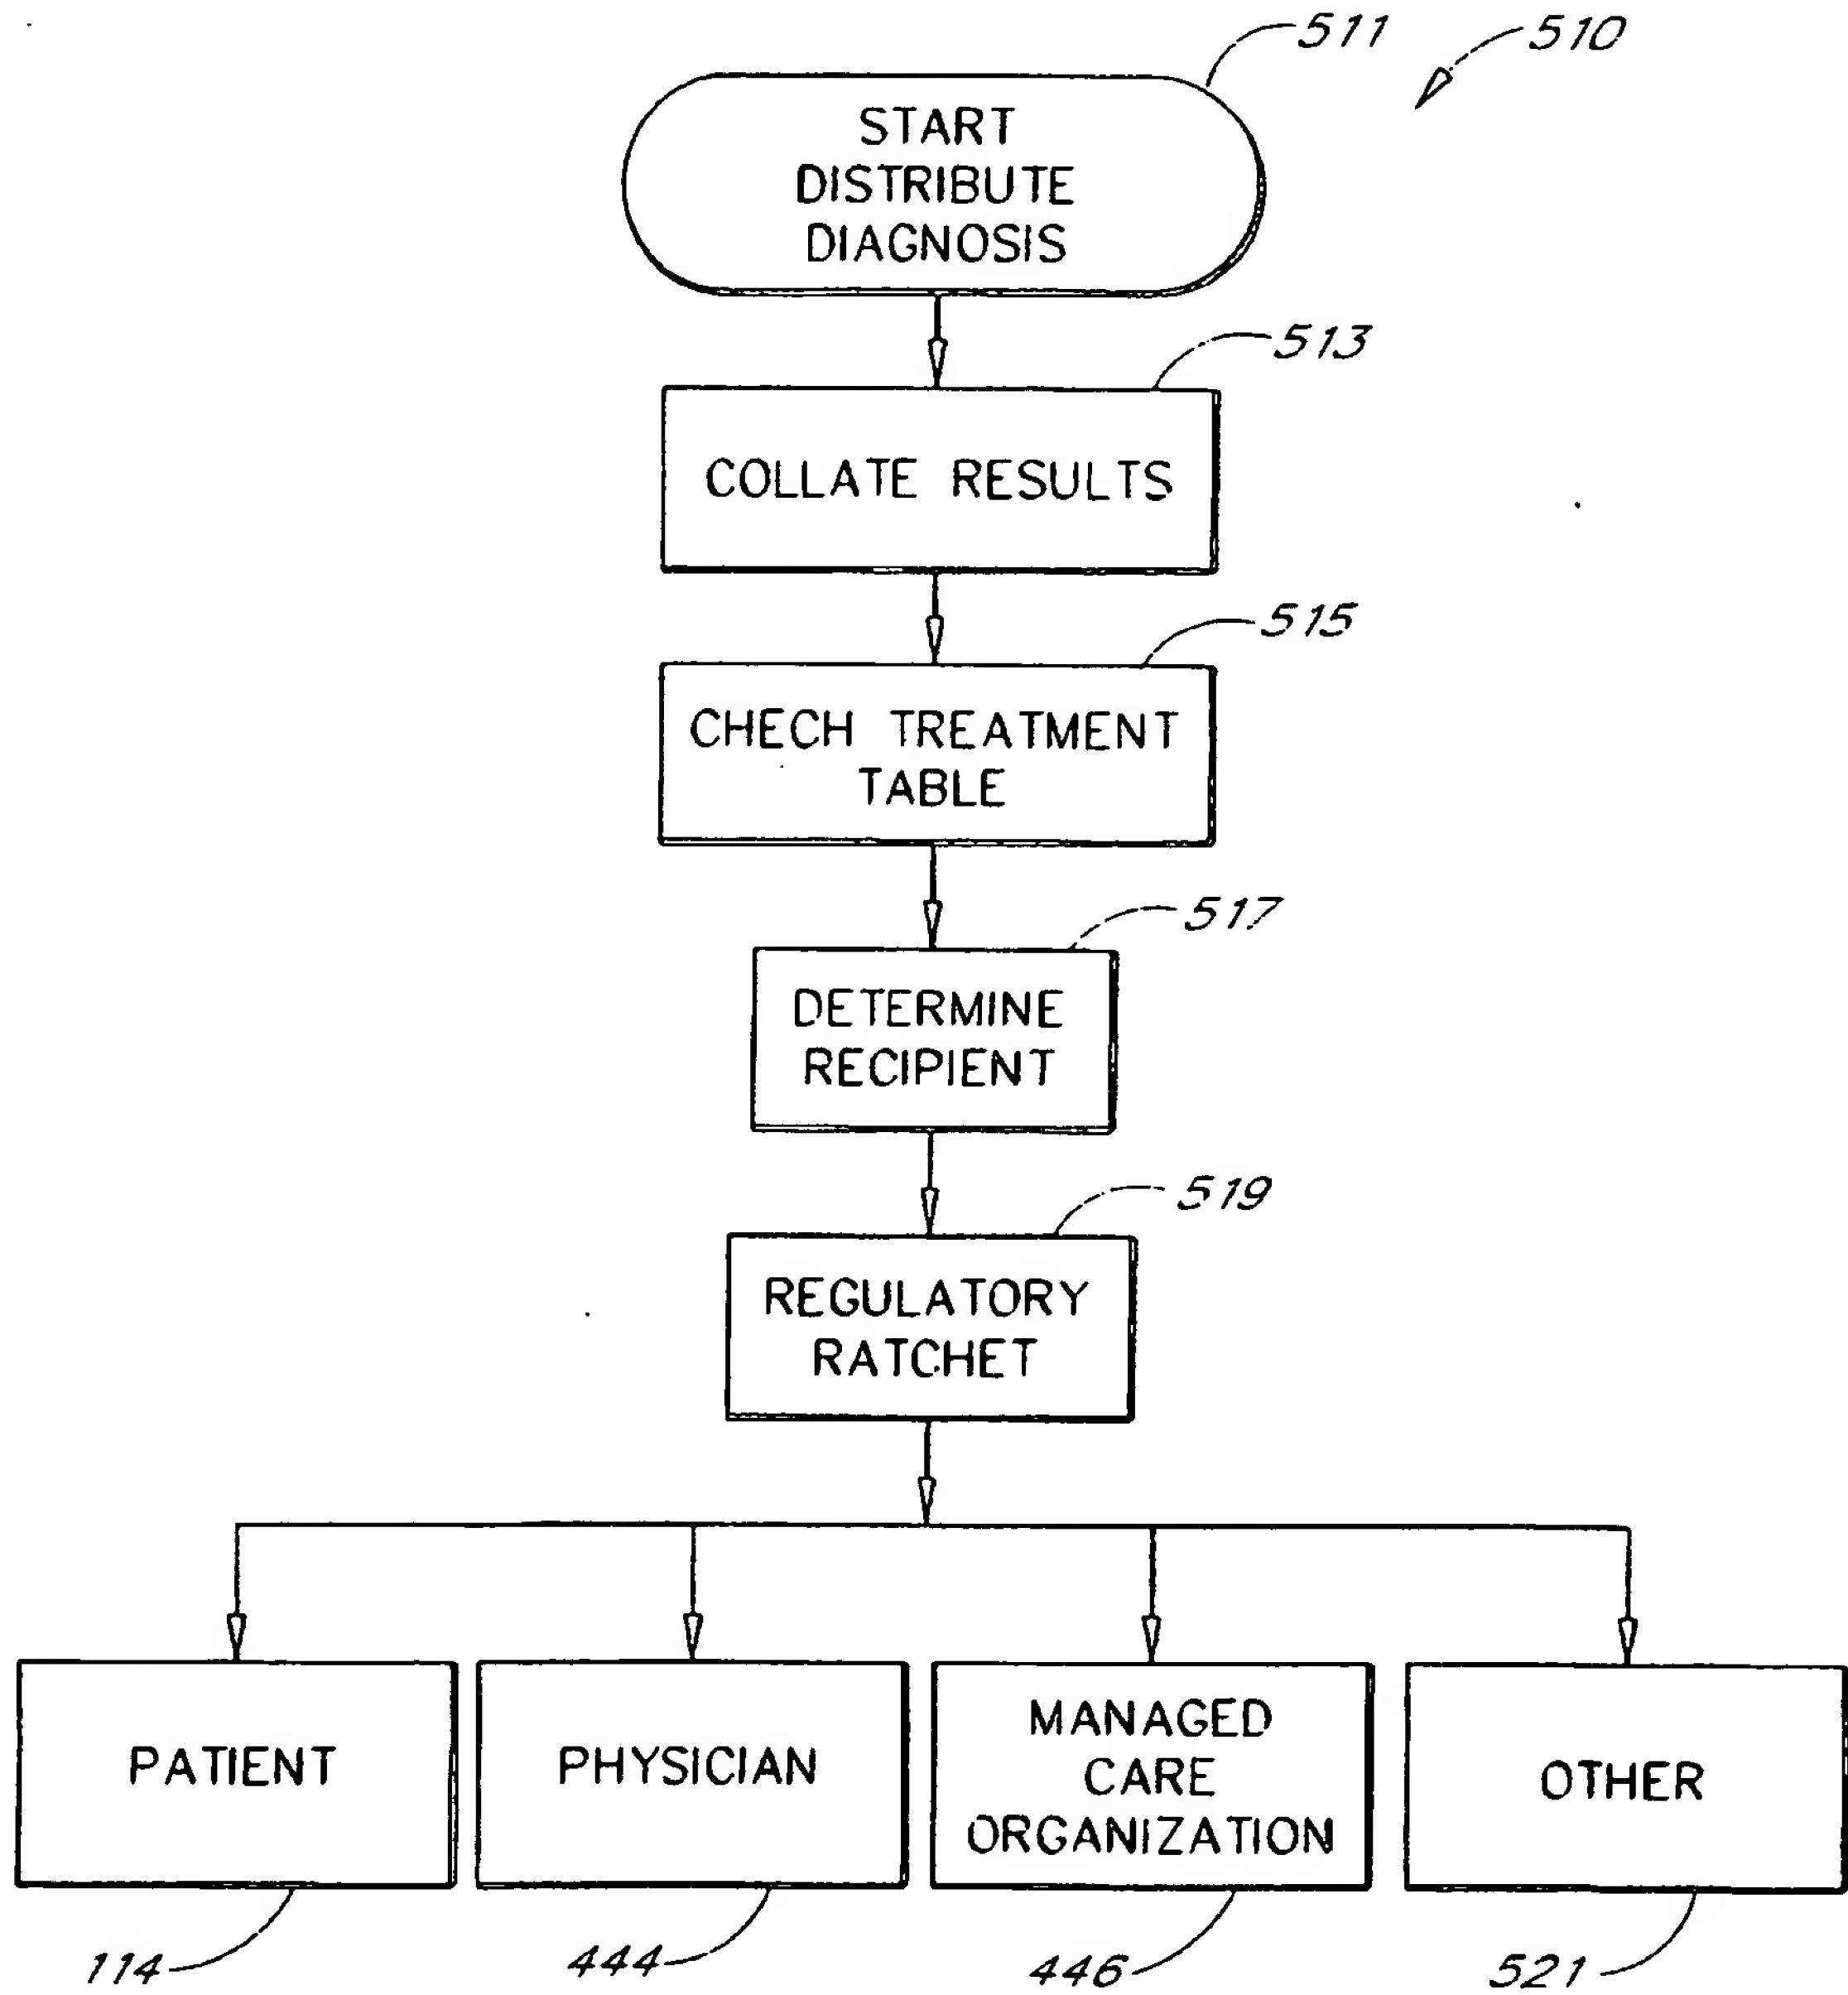 511
510
START
DISTRIBUTE
DIAGNOSIS
513
COLLATE RESULTS
515
CHECH TREATMENT
TABLE
517
DETERMINE
RECIPIENT
519
REGULATORY
RATCHET
PATIENT
PHYSICIAN
MANAGED
CARE
ORGANIZATION
OTHER
114
444
446
521